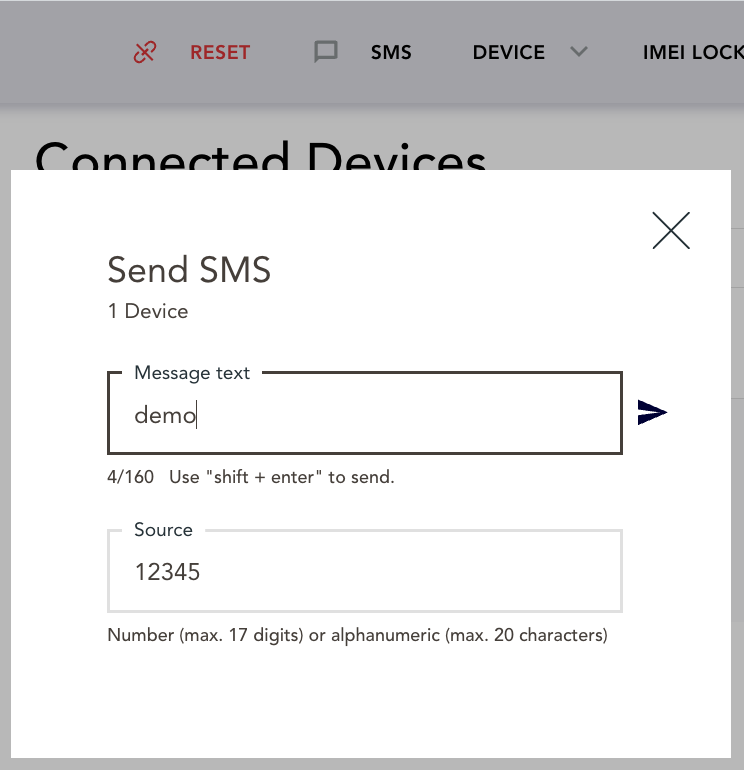 RESET SMS DEVICE IMEI LOCK
Connected Devices
Send SMS
1 Device
Message text
demo
4/160 Use "shift + enter" to send.
Source
12345
Number (max. 17 digits) or alphanumeric (max. 20 characters)